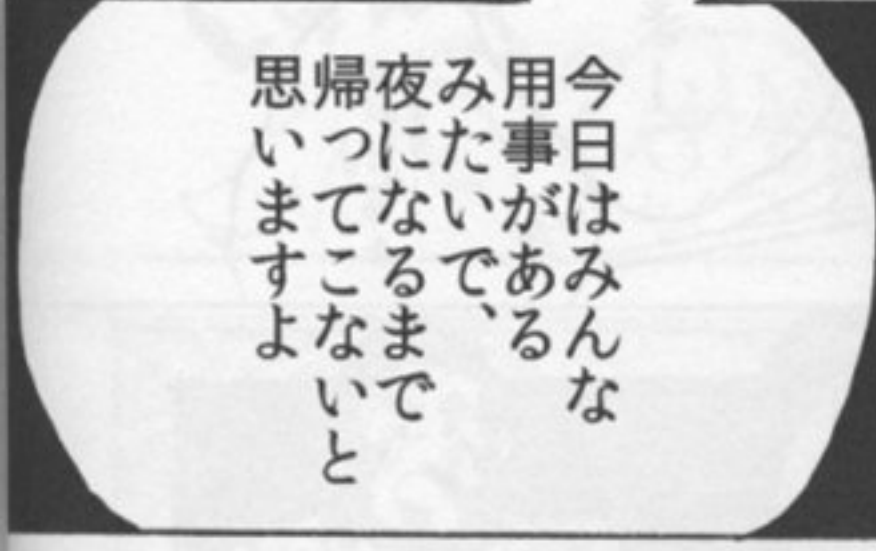 今日はみんな
用事がある
みたいで、
夜になるまで
帰ってこないと
思いますよ